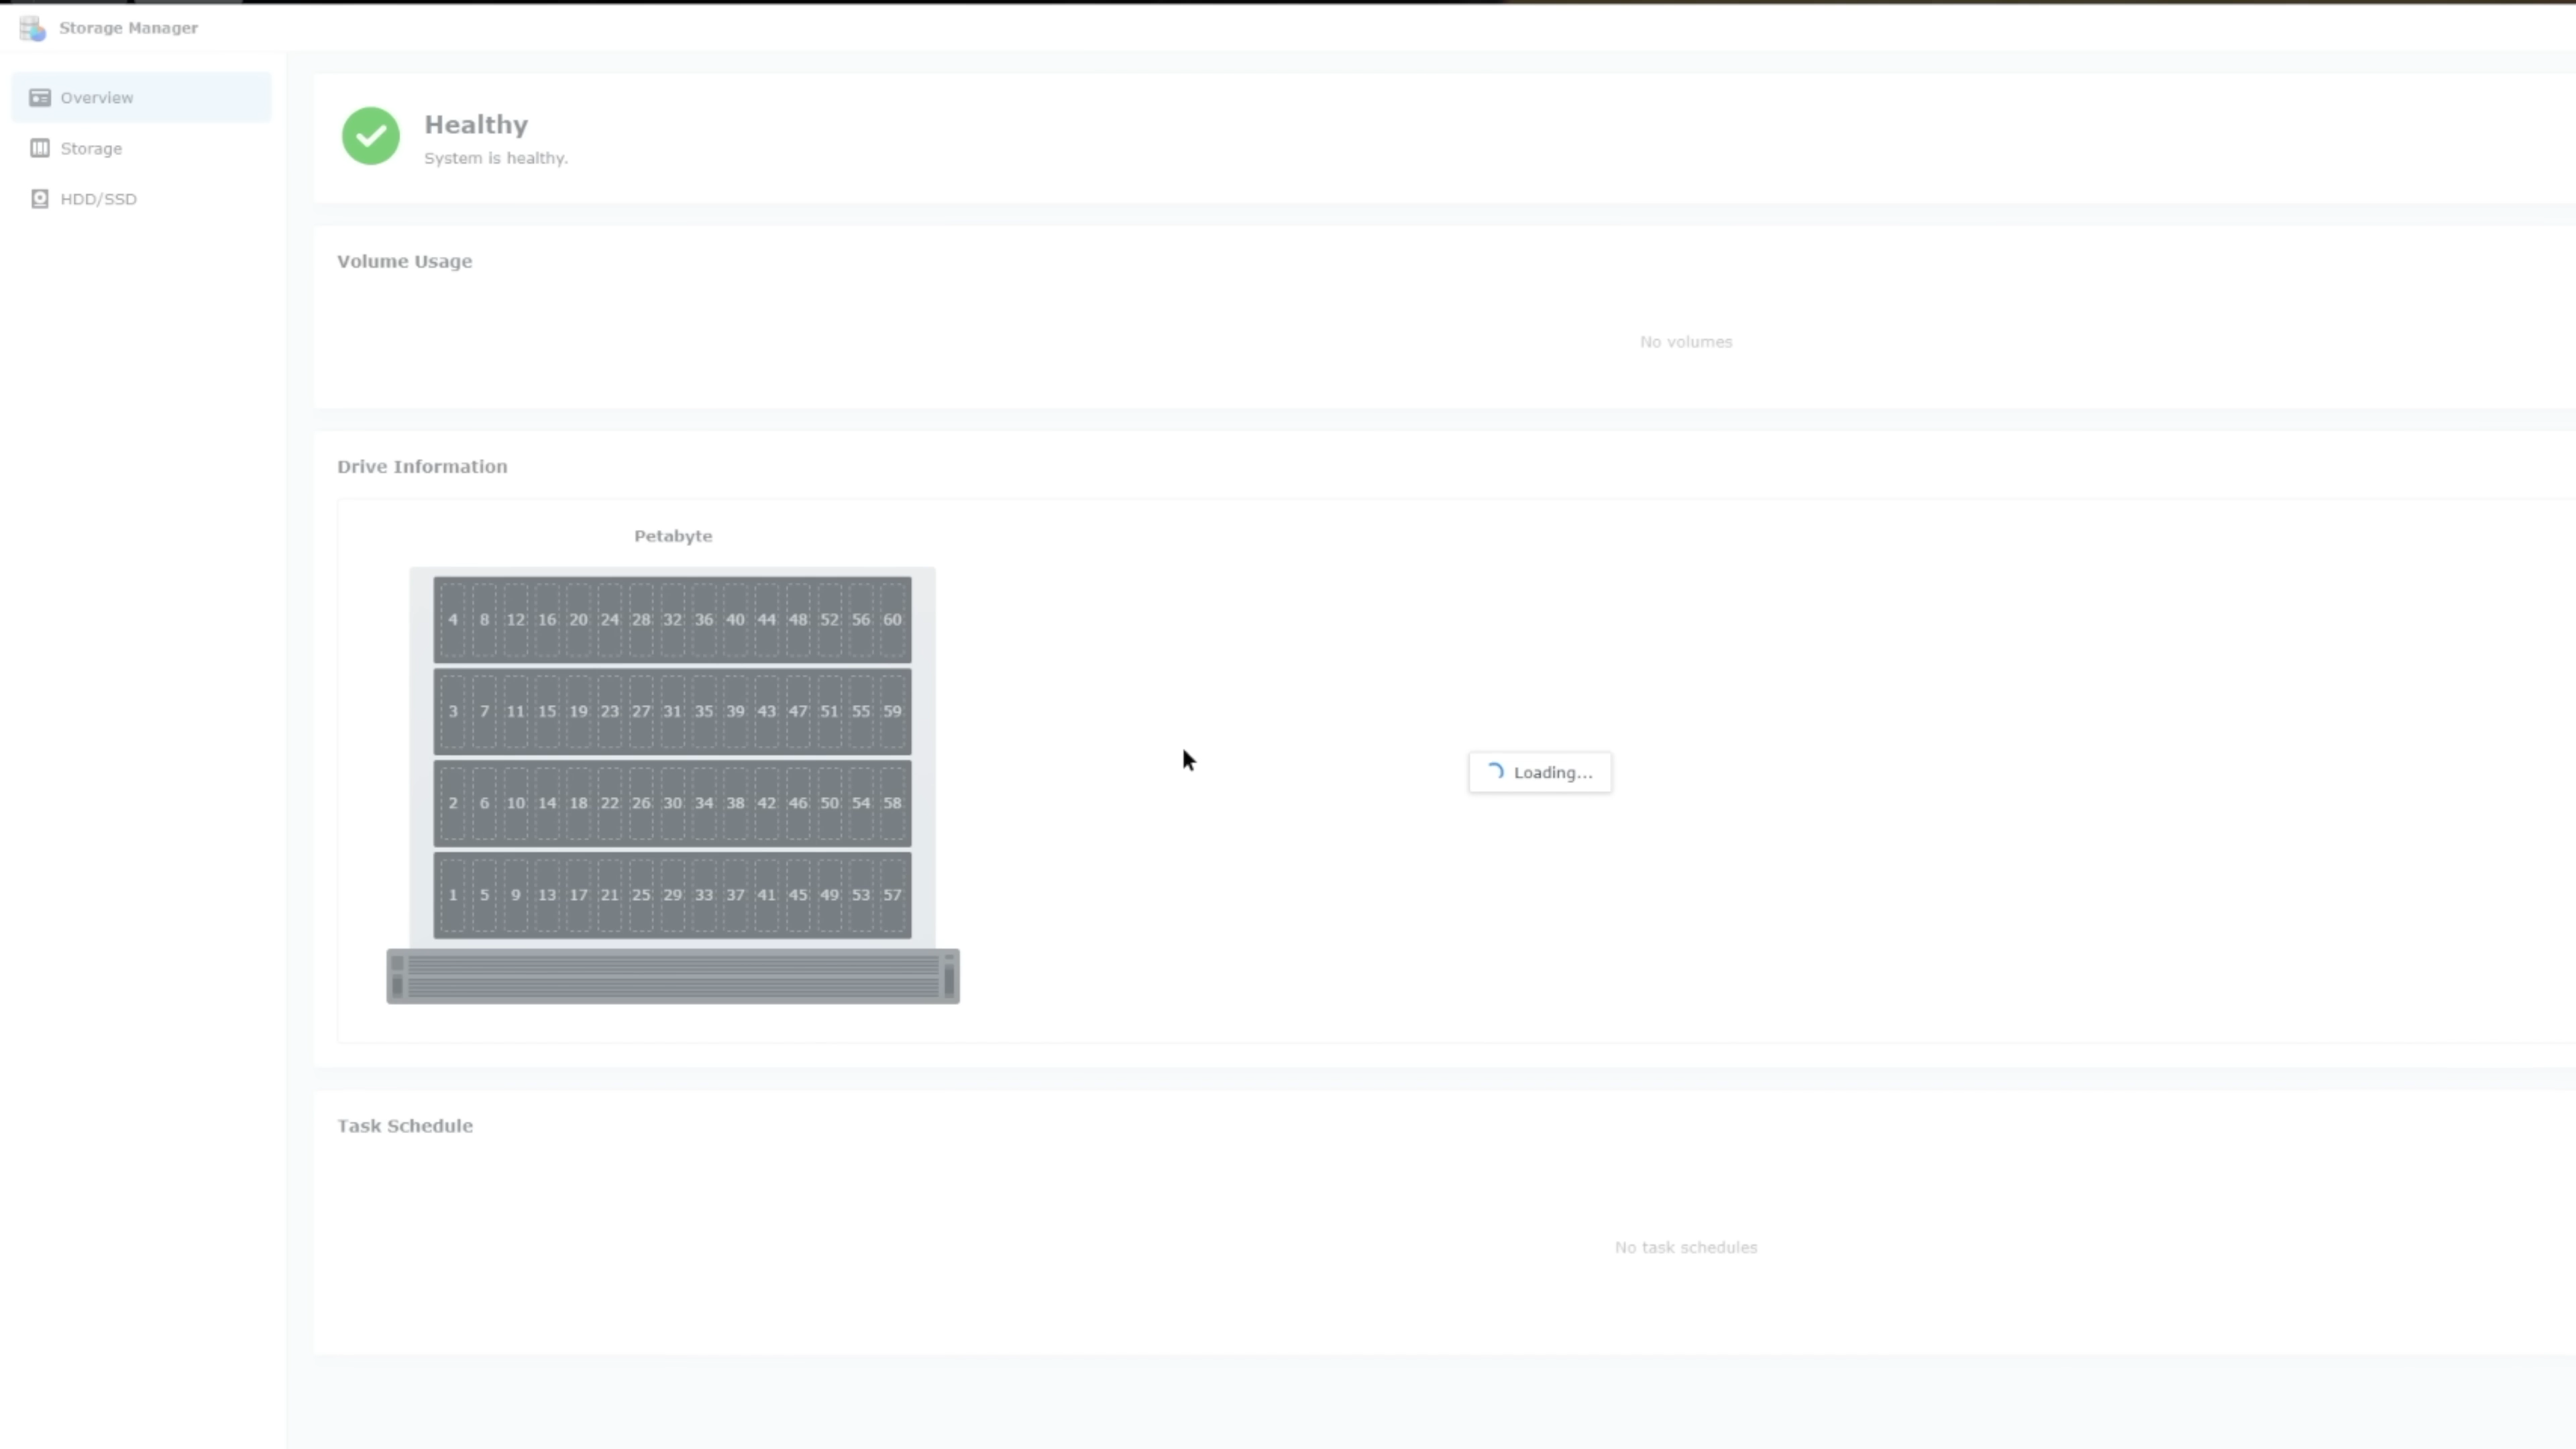 Storage Manager
Overview
Storage
HDD/SSD
Healthy
System is healthy.
Volume Usage
No volumes
Drive Information
Petabyte
4 8 12 16 20 24 28 32 36 40 44 48 52 56 60
3 7 11 15 19 23 27 31 35 39 43 47 51 55 59
2 6 10 14 18 22 26 30 34 38 42 46 50 54 58
1 5 9 13 17 21 25 29 33 37 41 45 49 53 57
Loading...
Task Schedule
No task schedules